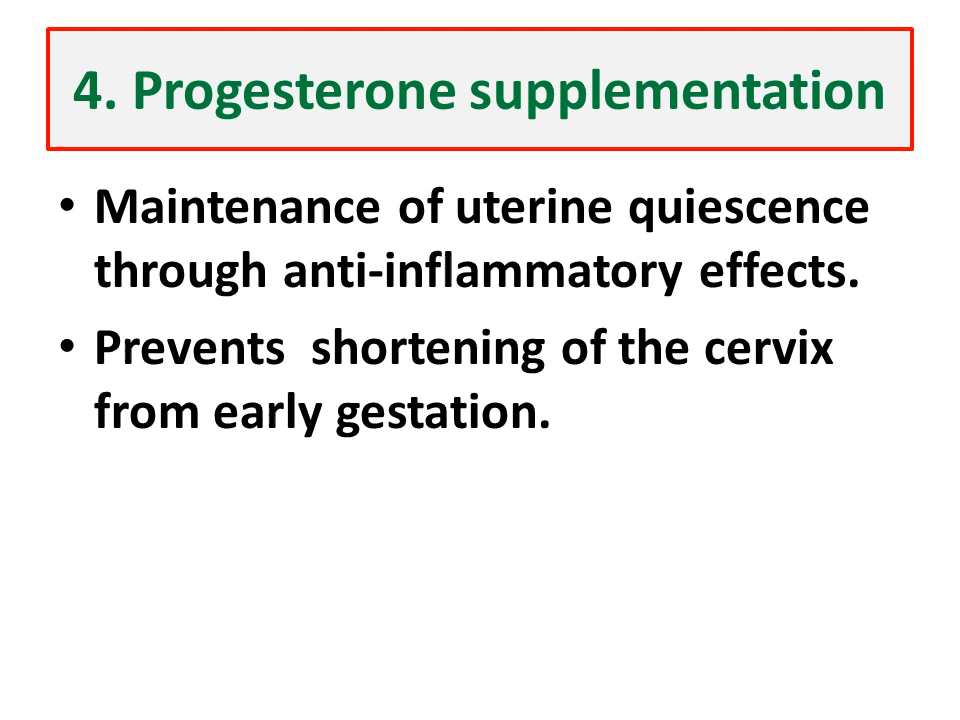 4. Progesterone supplementation
• Maintenance of uterine quiescence
through anti-inflammatory effects.
• Prevents  shortening of the cervix
from early gestation.